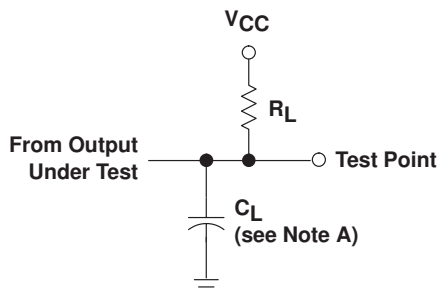 VCC
RL
From Output
Under Test
Test Point
CL
(see Note A)